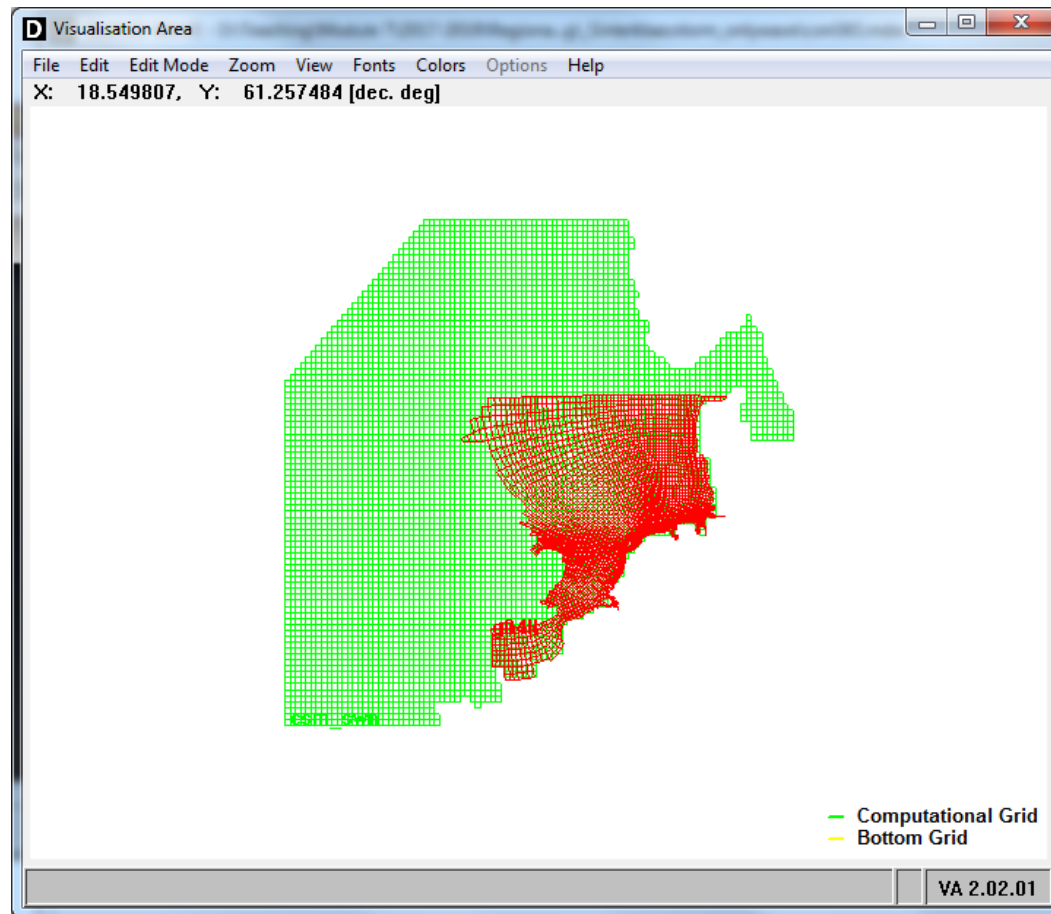 D Visualisation Area
File Edit Edit Mode Zoom View Fonts Colors Options Help
X: 18.549807, Y: 61.257484 [dec. deg]
csm_swn
Computational Grid
Bottom Grid
VA 2.02.01